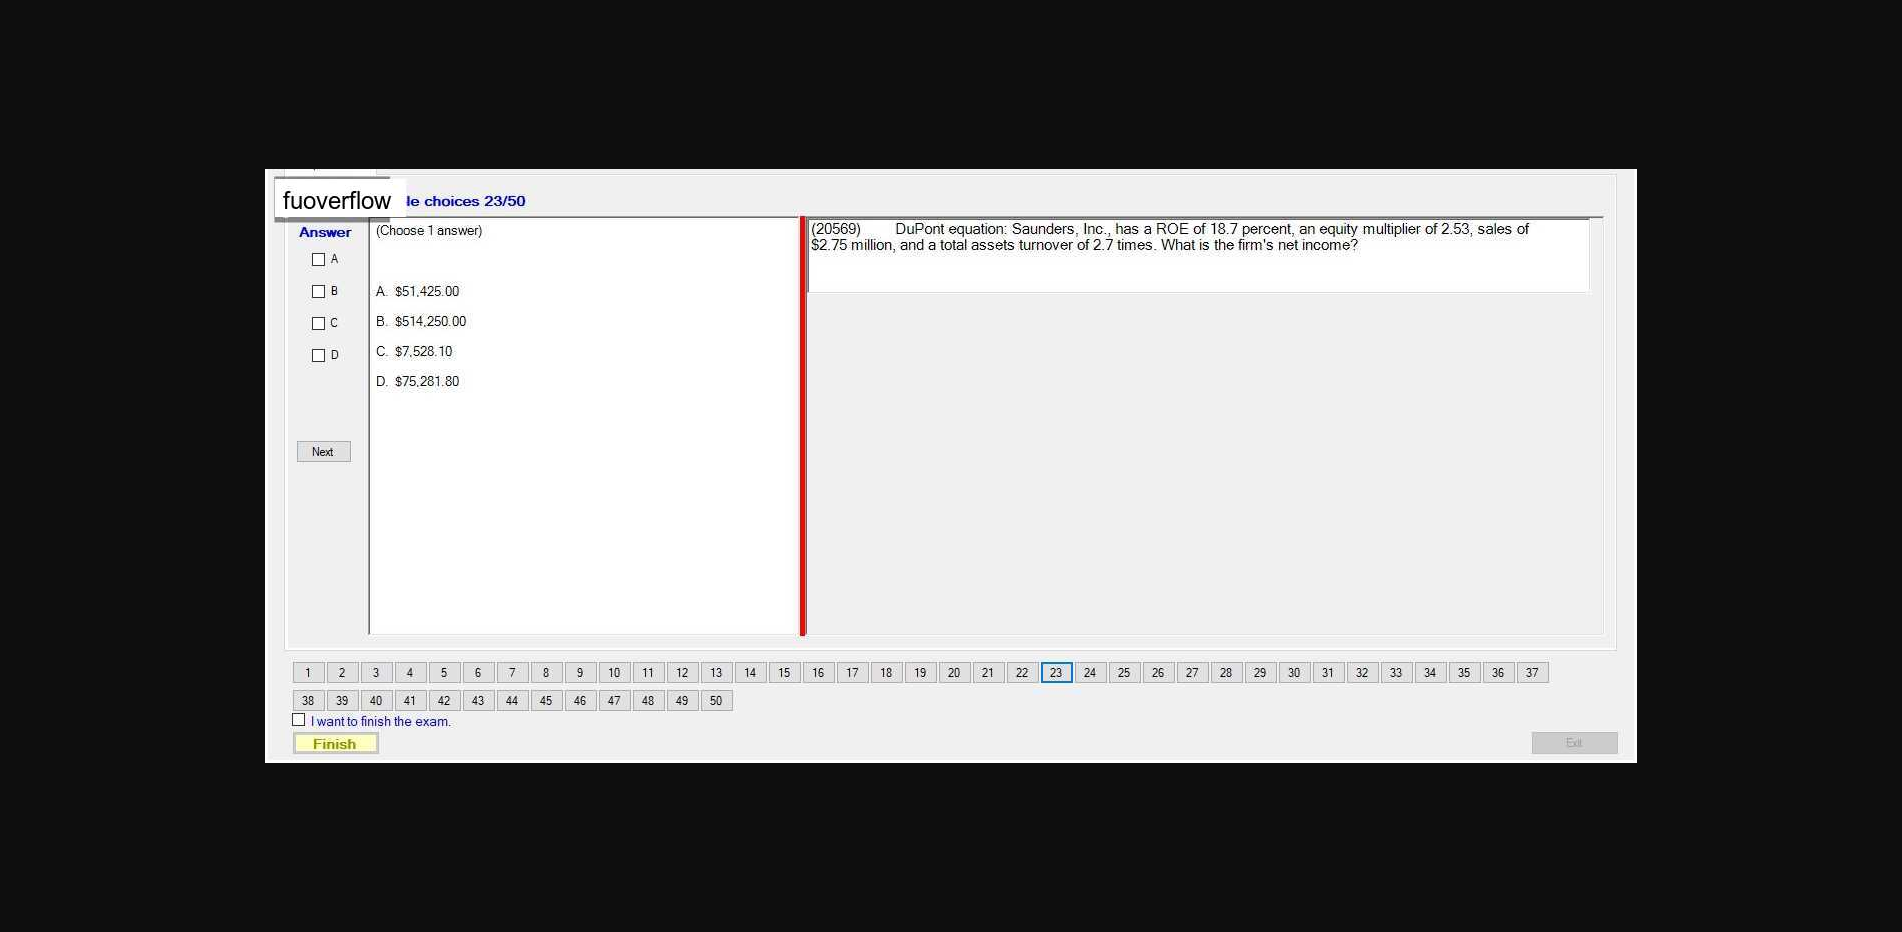 fuoverflow
le choices 23/50
Answer
(Choose 1 answer)
A
B
C
D
A. $51,425.00
B. $514,250.00
C. $7,528.10
D. $75,281.80
Next
(20569) DuPont equation: Saunders, Inc., has a ROE of 18.7 percent, an equity multiplier of 2.53, sales of
$2.75 million, and a total assets turnover of 2.7 times. What is the firm's net income?
1 2 3 4 5 6 7 8 9 10 11 12 13 14 15 16 17 18 19 20 21 22 23 24 25 26 27 28 29 30 31 32 33 34 35 36 37
38 39 40 41 42 43 44 45 46 47 48 49 50
I want to finish the exam.
Finish
Exit